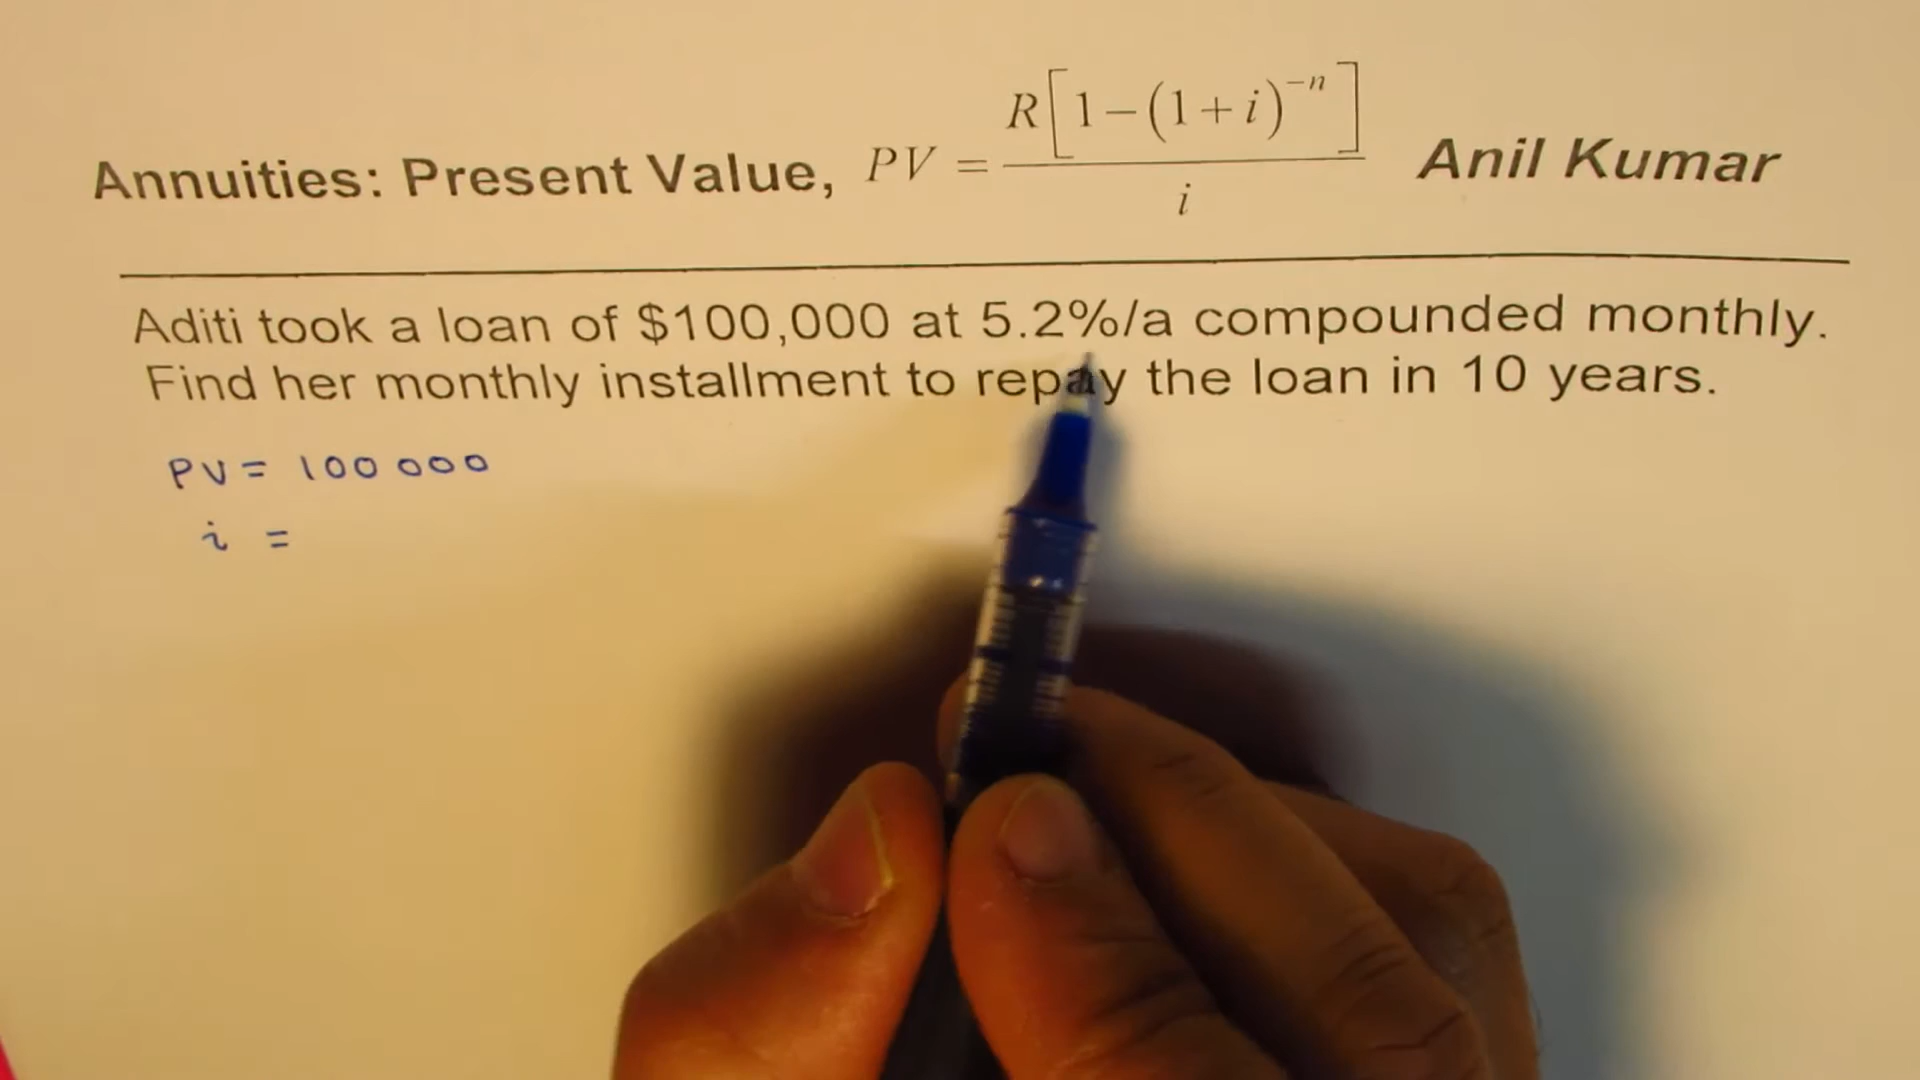 Annuities: Present Value, PV = R[1-(1+i)^-n] / i Anil Kumar
Aditi took a loan of $100,000 at 5.2%/a compounded monthly.
Find her monthly installment to repay the loan in 10 years.
PV = 100 000
i =